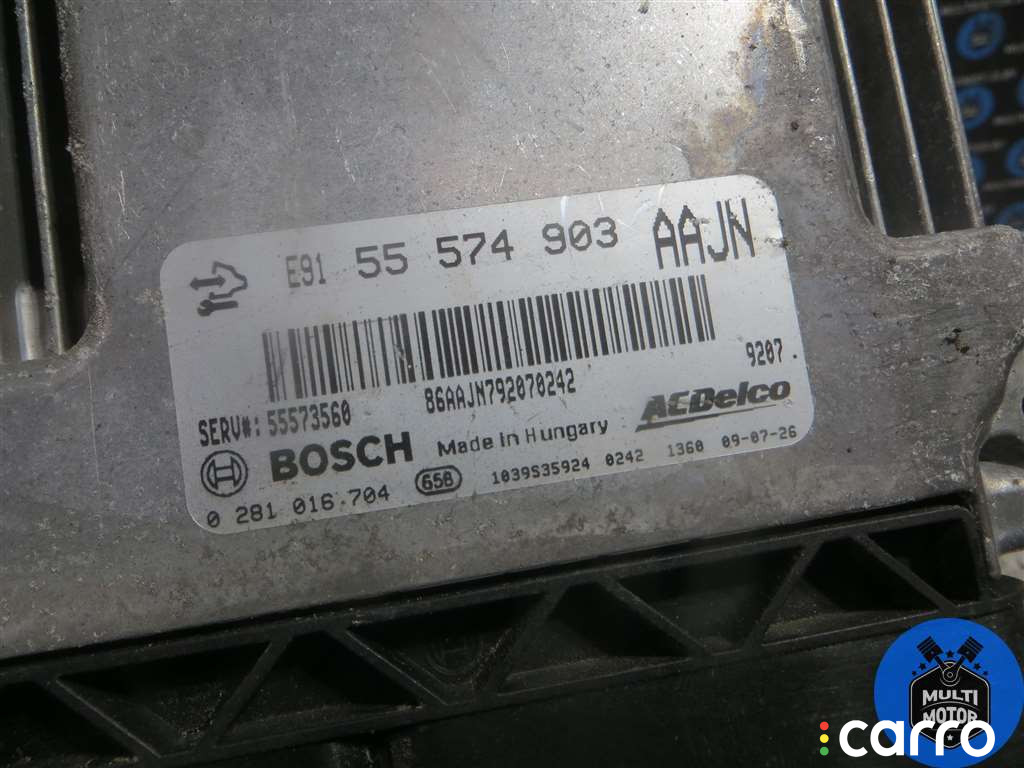 E91 55 574 903 AAJN
9207
86AAJN792070242
SERV#: 55573560
ACDelco
BOSCH Made in Hungary
0 281 016.704 658 1039S35924 0242 1360 09-07-26
MULTI
MOTOR
carro